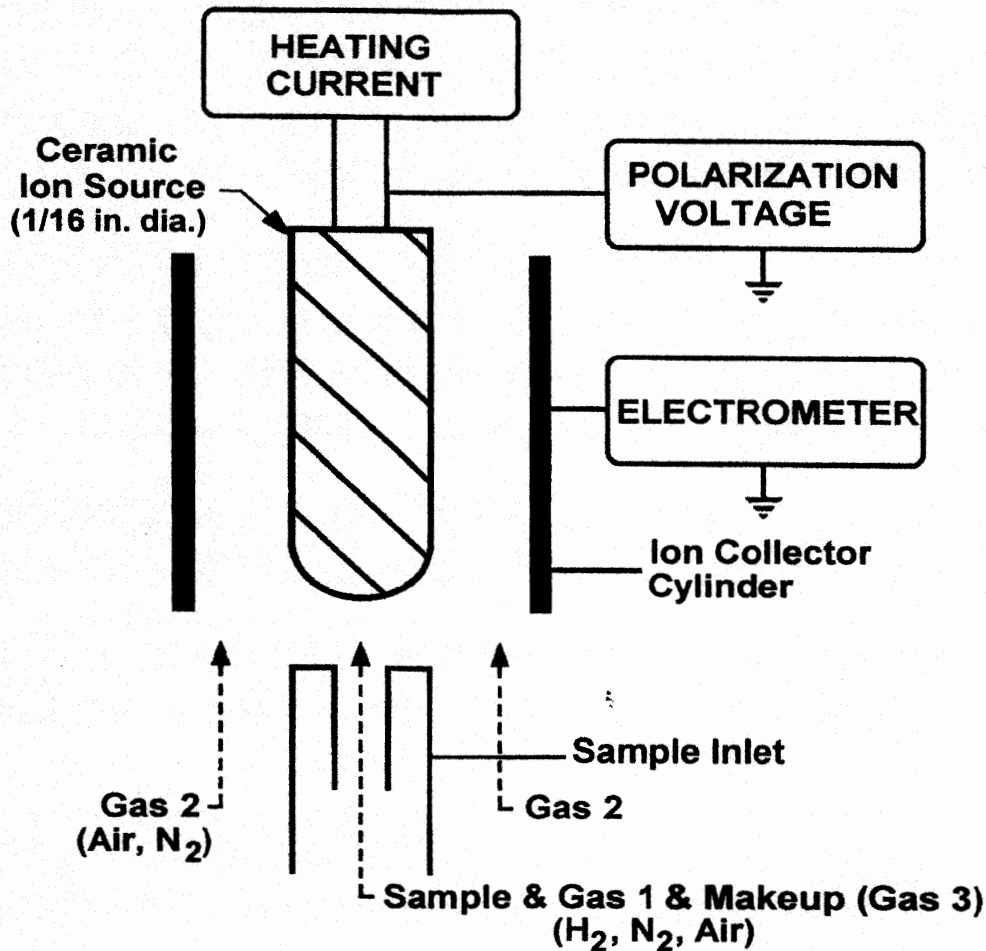 HEATING
CURRENT
Ceramic
Ion Source
(1/16 in. dia.)
POLARIZATION
VOLTAGE
ELECTROMETER
Ion Collector
Cylinder
Sample Inlet
Gas 2
(Air, N2)
Gas 2
Sample & Gas 1 & Makeup (Gas 3)
(H2, N2, Air)